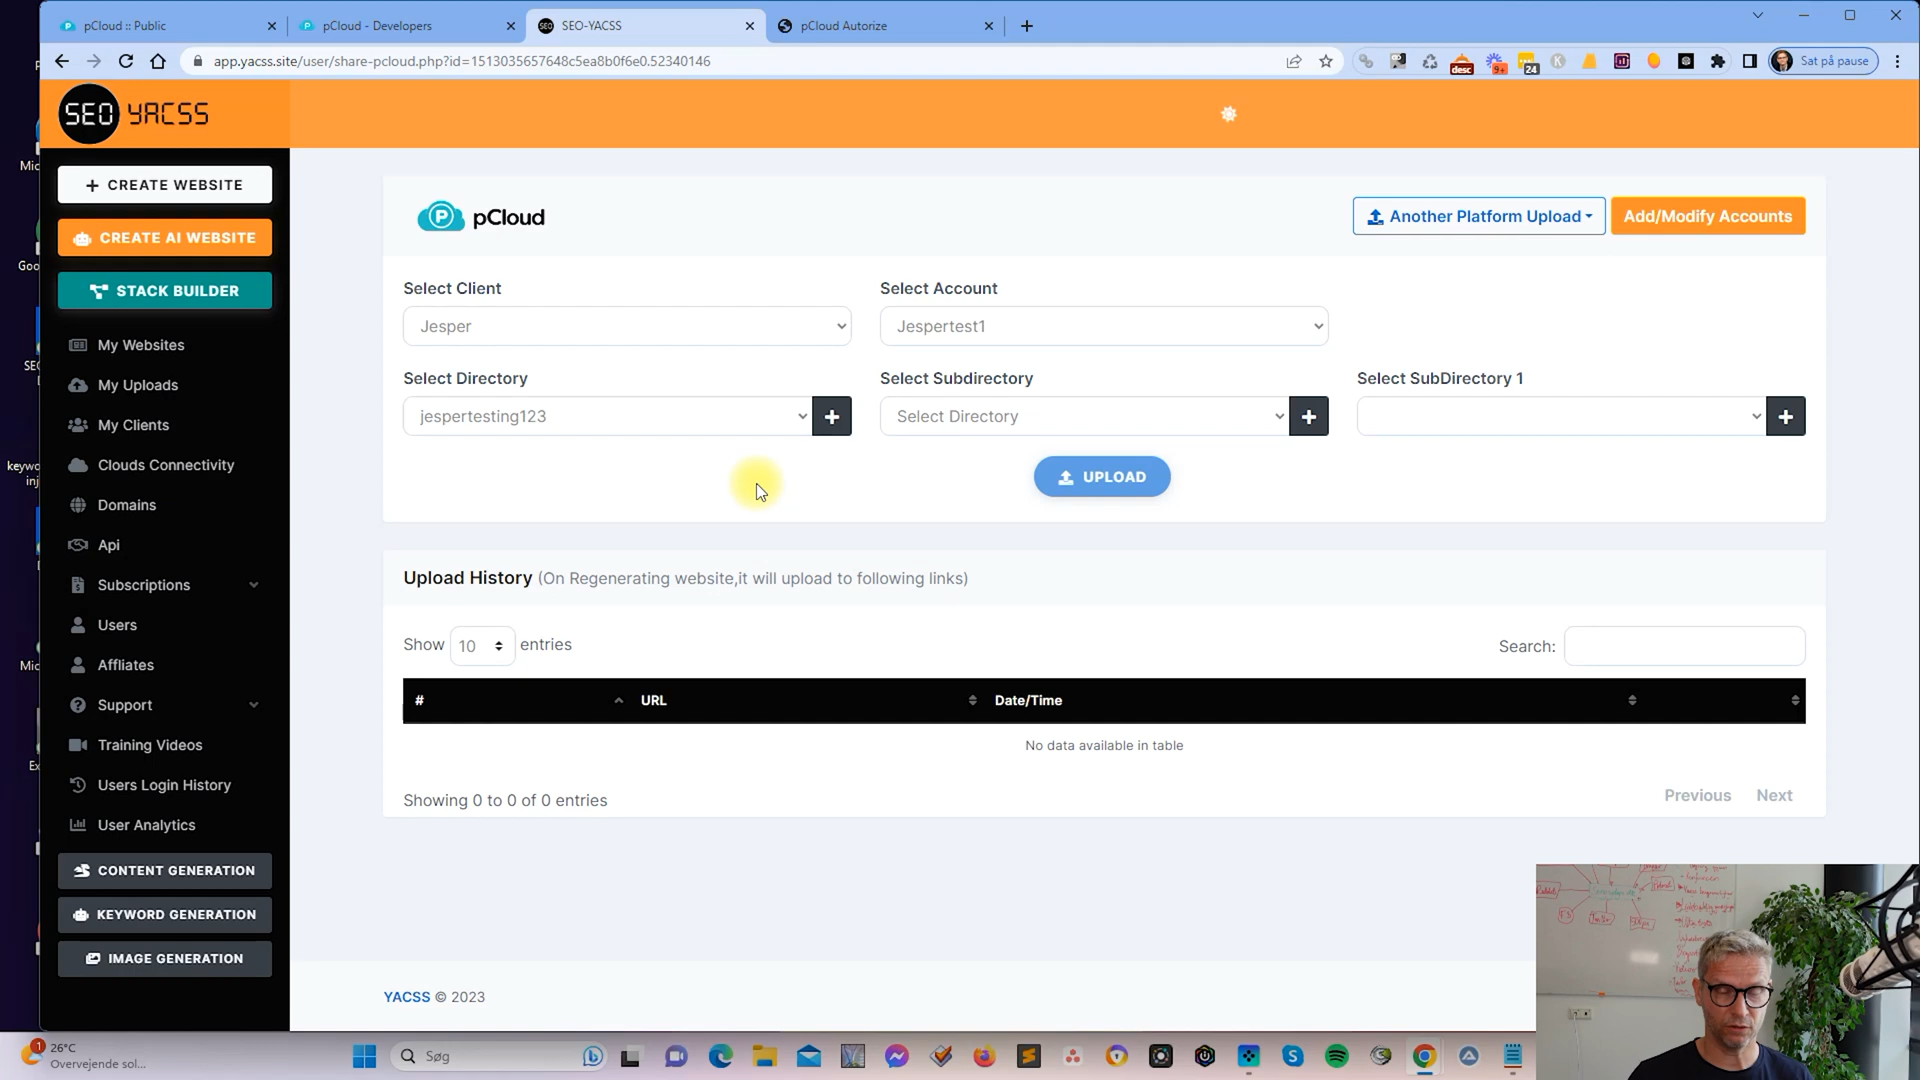 pCloud :: Public
pCloud - Developers
SEO-YACSS
pCloud Autorize
app.yacss.site/user/share-pcloud.php?id=1513035657648c5ea8b0f6e0.52340146
desc
9+
24
Sat på pause
SEO YACSS
CREATE WEBSITE
CREATE AI WEBSITE
STACK BUILDER
My Websites
My Uploads
My Clients
Clouds Connectivity
Domains
Api
Subscriptions
Users
Affliates
Support
Training Videos
Users Login History
User Analytics
CONTENT GENERATION
KEYWORD GENERATION
IMAGE GENERATION
pCloud
Another Platform Upload
Add/Modify Accounts
Select Client
Select Account
Jesper
Jespertest1
Select Directory
Select Subdirectory
Select SubDirectory 1
jespertesting123
Select Directory
UPLOAD
Upload History (On Regenerating website,it will upload to following links)
Show 10 entries
Search:
# URL Date/Time
No data available in table
Showing 0 to 0 of 0 entries
Previous Next
YACSS © 2023
1
26°C
Overvejende sol...
Søg